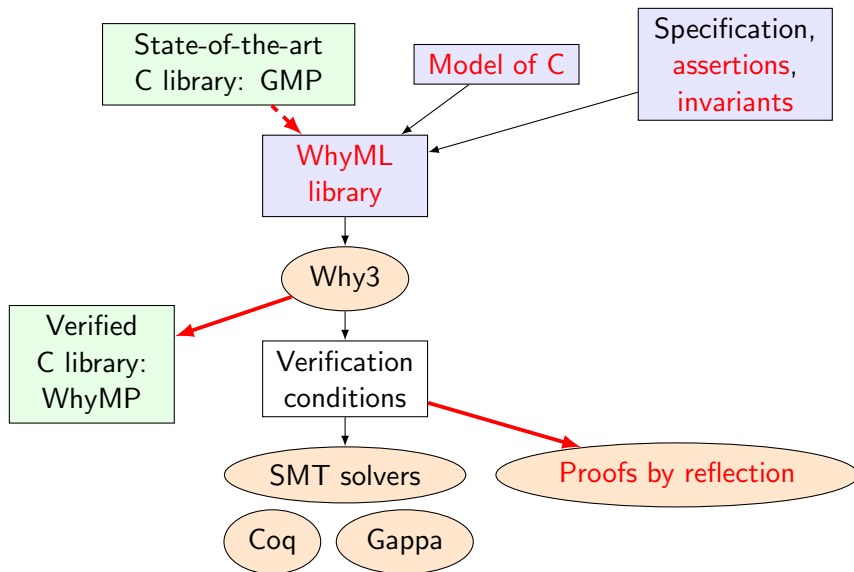 State-of-the-art
C library: GMP
Model of C
Specification,
assertions,
invariants
WhyML
library
Why3
Verified
C library:
WhyMP
Verification
conditions
SMT solvers
Proofs by reflection
Coq
Gappa